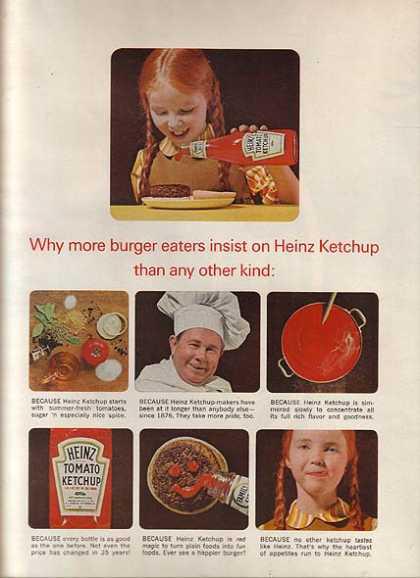 HEINZ
TOMATO
KETCHUP
Why more burger eaters insist on Heinz Ketchup
than any other kind:
BECAUSE Heinz Ketchup starts
with summer-fresh tomatoes,
sugar 'n especially nice spice.
BECAUSE Heinz Ketchup-makers have
been at it longer than anybody else—
since 1876. They take more pride, too.
BECAUSE Heinz Ketchup is sim-
mered slowly to concentrate all
its full rich flavor and goodness.
HEINZ
TOMATO
KETCHUP
FAMILY
BECAUSE every bottle is as good
as the one before. Not even the
price has changed in 25 years!
BECAUSE Heinz Ketchup is red
magic to turn plain foods into fun
foods. Ever see a happier burger?
BECAUSE no other ketchup tastes
like Heinz. That's why the heartiest
of appetites run to Heinz Ketchup.